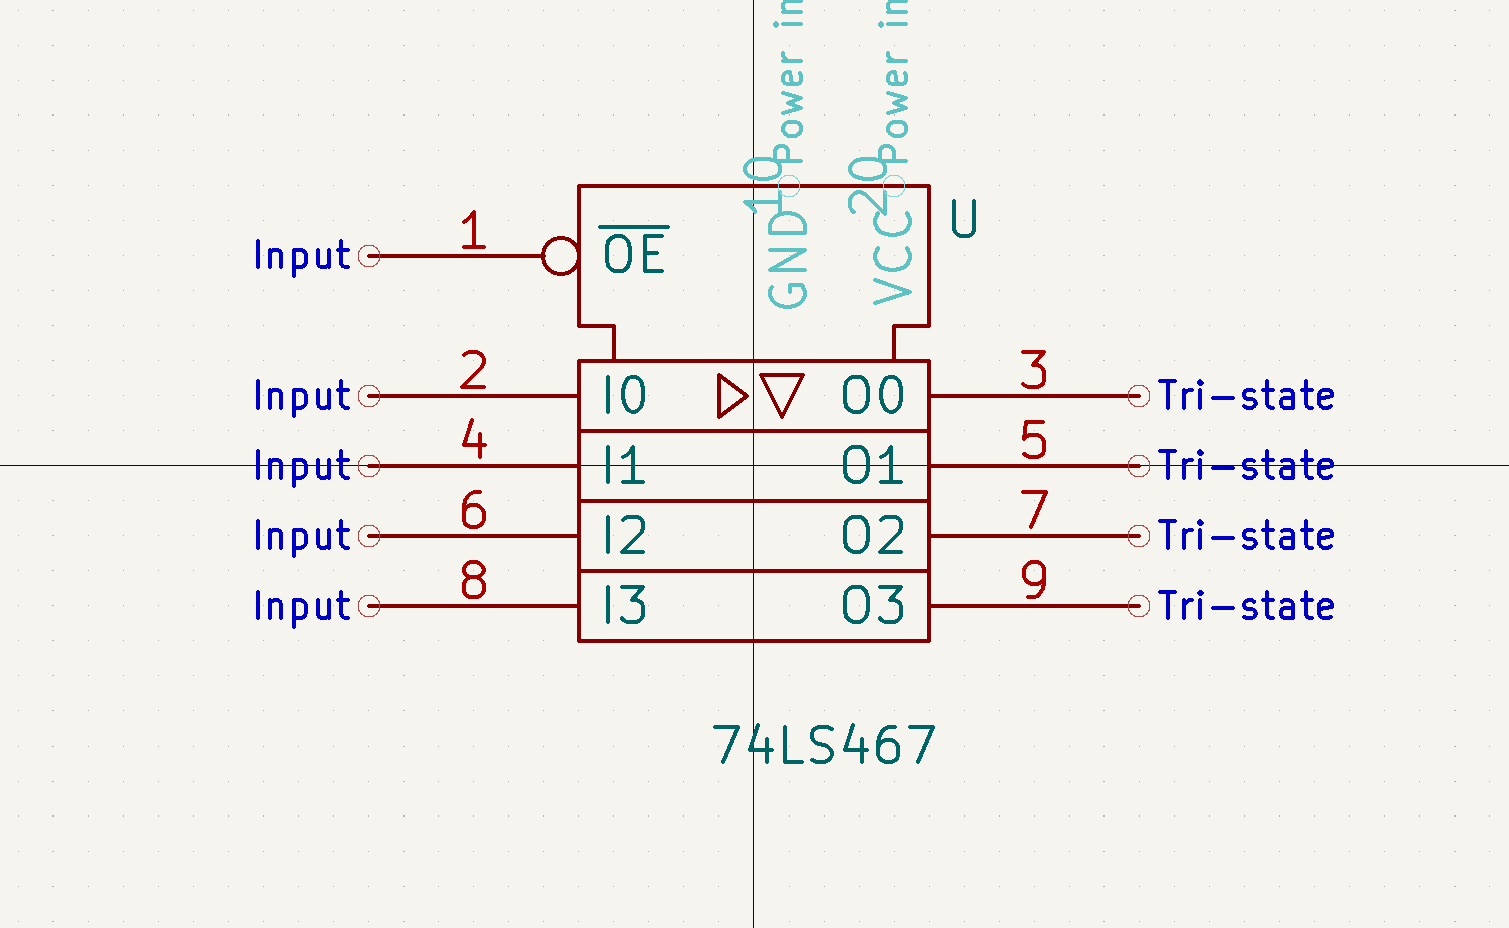 Power in
Power in
10
20
GND
VCC
U
Input
1
OE
Input
2
I0
O0
3
Tri-state
Input
4
I1
O1
5
Tri-state
Input
6
I2
O2
7
Tri-state
Input
8
I3
O3
9
Tri-state
74LS467